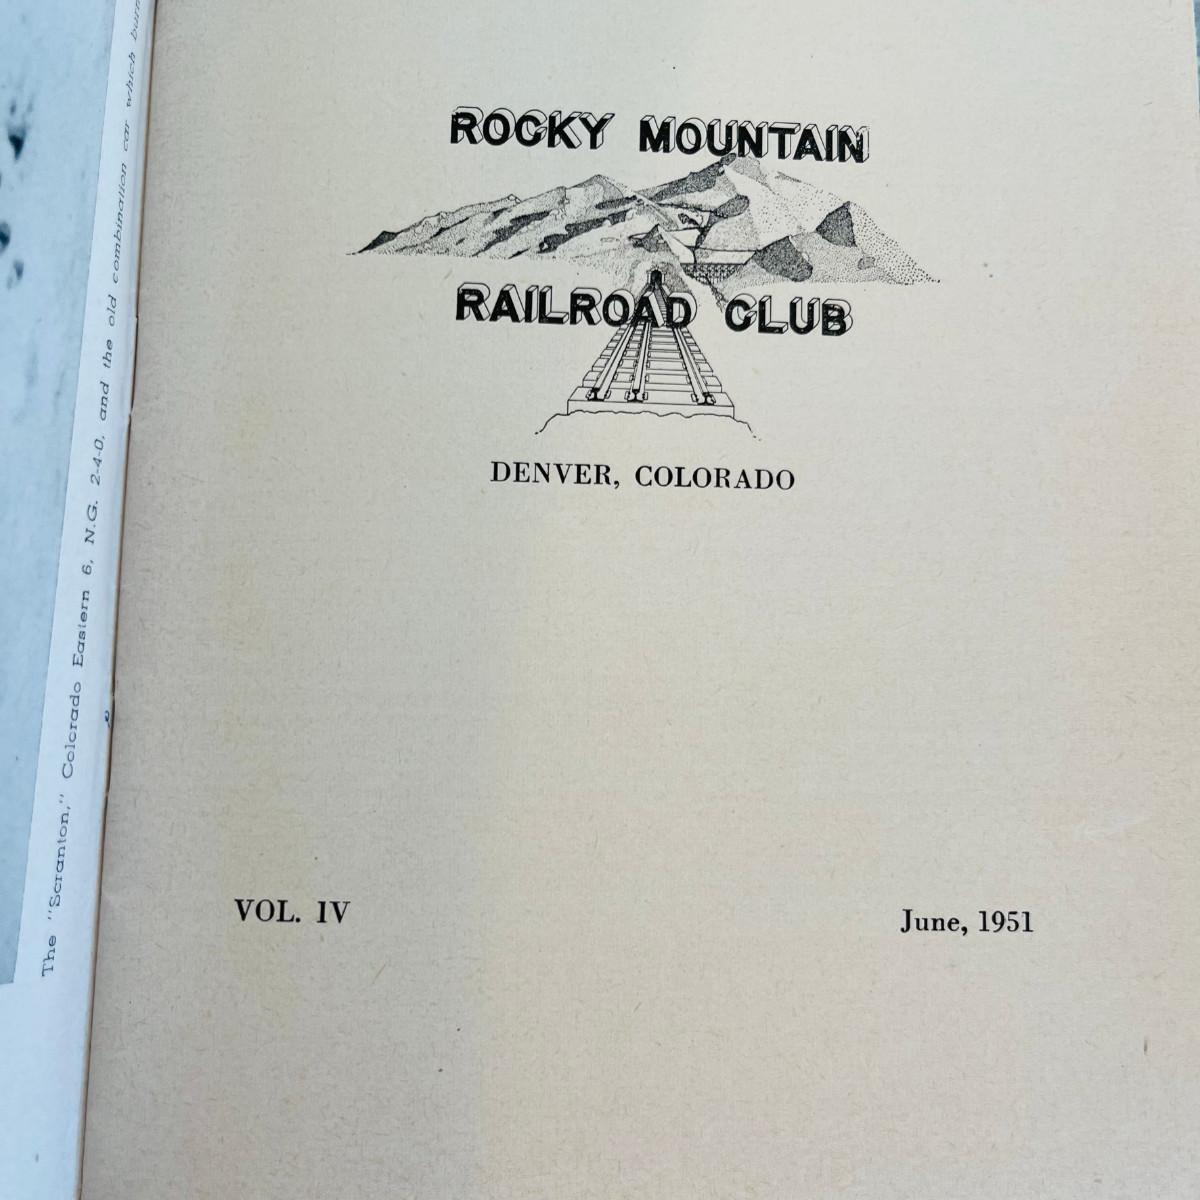 The "Scranton," Colorado Eastern 6, N.G. 2-4-0, and the old combination car which
ROCKY MOUNTAIN
RAILROAD CLUB
DENVER, COLORADO
VOL. IV
June, 1951